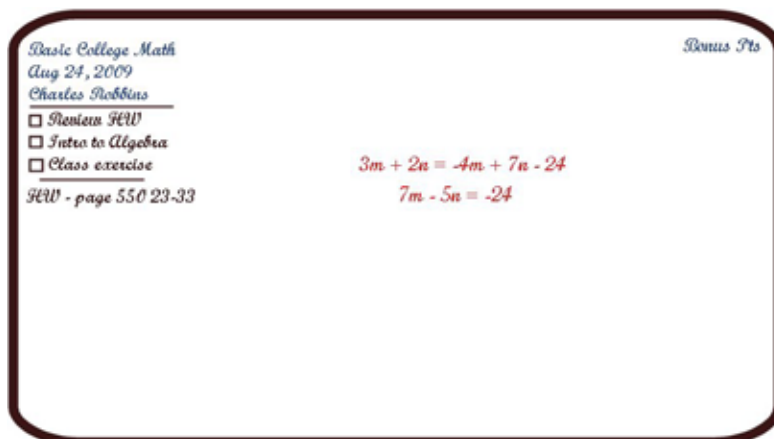 Basic College Math
Aug 24, 2009
Charles Robbins
Review HW
Intro to Algebra
Class exercise
HW - page 550 23-33
Bonus Pts
3m + 2n = -4m + 7n - 24
7m - 5n = -24